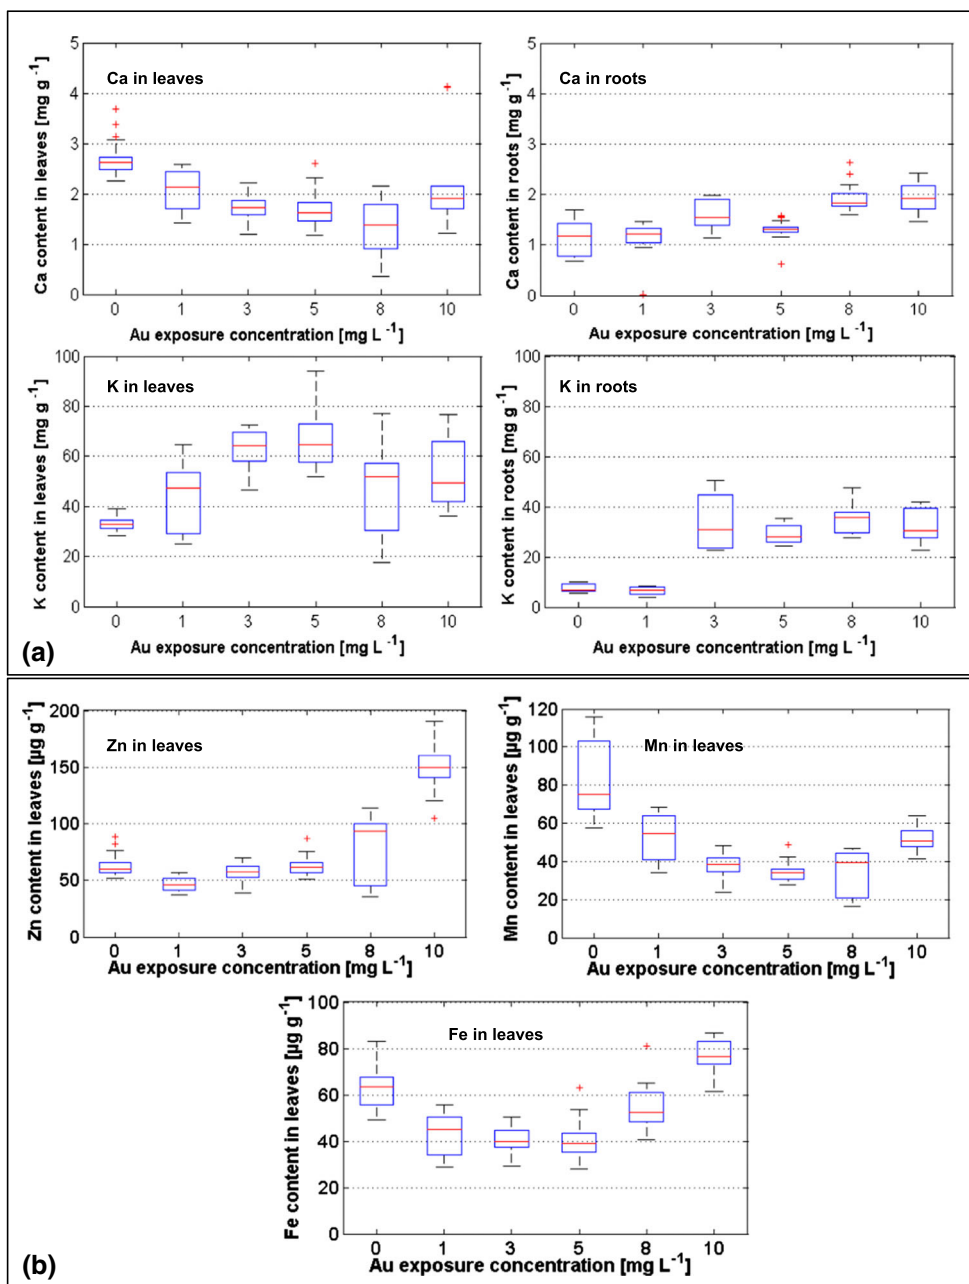 5
4
3
2
1
0
Ca content in leaves [mg g⁻¹]
Ca in leaves
0 1 3 5 8 10
Au exposure concentration [mg L⁻¹]
5
4
3
2
1
0
Ca content in roots [mg g⁻¹]
Ca in roots
0 1 3 5 8 10
Au exposure concentration [mg L⁻¹]
100
80
60
40
20
0
K content in leaves [mg g⁻¹]
K in leaves
0 1 3 5 8 10
Au exposure concentration [mg L⁻¹]
100
80
60
40
20
0
K content in roots [mg g⁻¹]
K in roots
0 1 3 5 8 10
Au exposure concentration [mg L⁻¹]
(a)
200
150
100
50
0
Zn content in leaves [µg g⁻¹]
Zn in leaves
0 1 3 5 8 10
Au exposure concentration [mg L⁻¹]
120
100
80
60
40
20
0
Mn content in leaves [µg g⁻¹]
Mn in leaves
0 1 3 5 8 10
Au exposure concentration [mg L⁻¹]
100
80
60
40
20
0
Fe content in leaves [µg g⁻¹]
Fe in leaves
0 1 3 5 8 10
Au exposure concentration [mg L⁻¹]
(b)